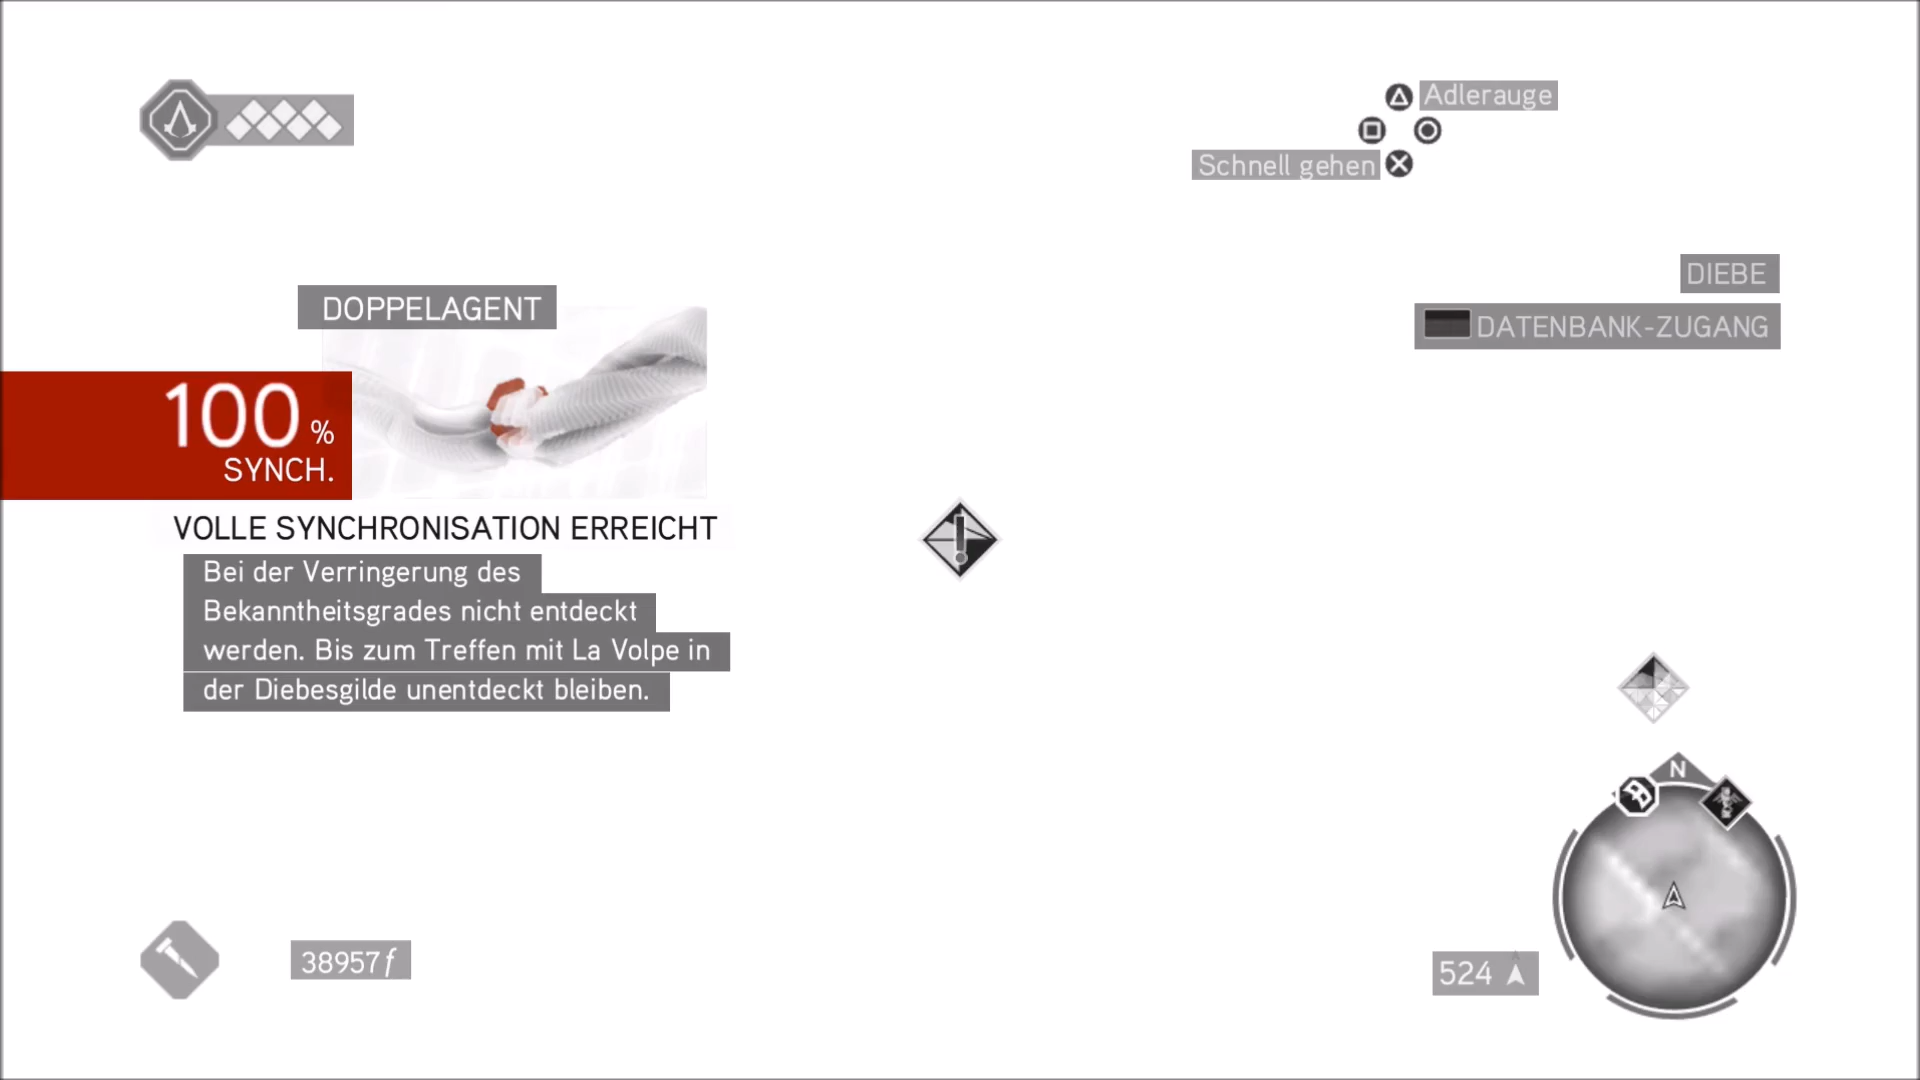 Adlerauge
Schnell gehen
DIEBE
DATENBANK-ZUGANG
DOPPELAGENT
100 %
SYNCH.
VOLLE SYNCHRONISATION ERREICHT
Bei der Verringerung des
Bekanntheitsgrades nicht entdeckt
werden. Bis zum Treffen mit La Volpe in
der Diebesgilde unentdeckt bleiben.
N
38957ƒ
524